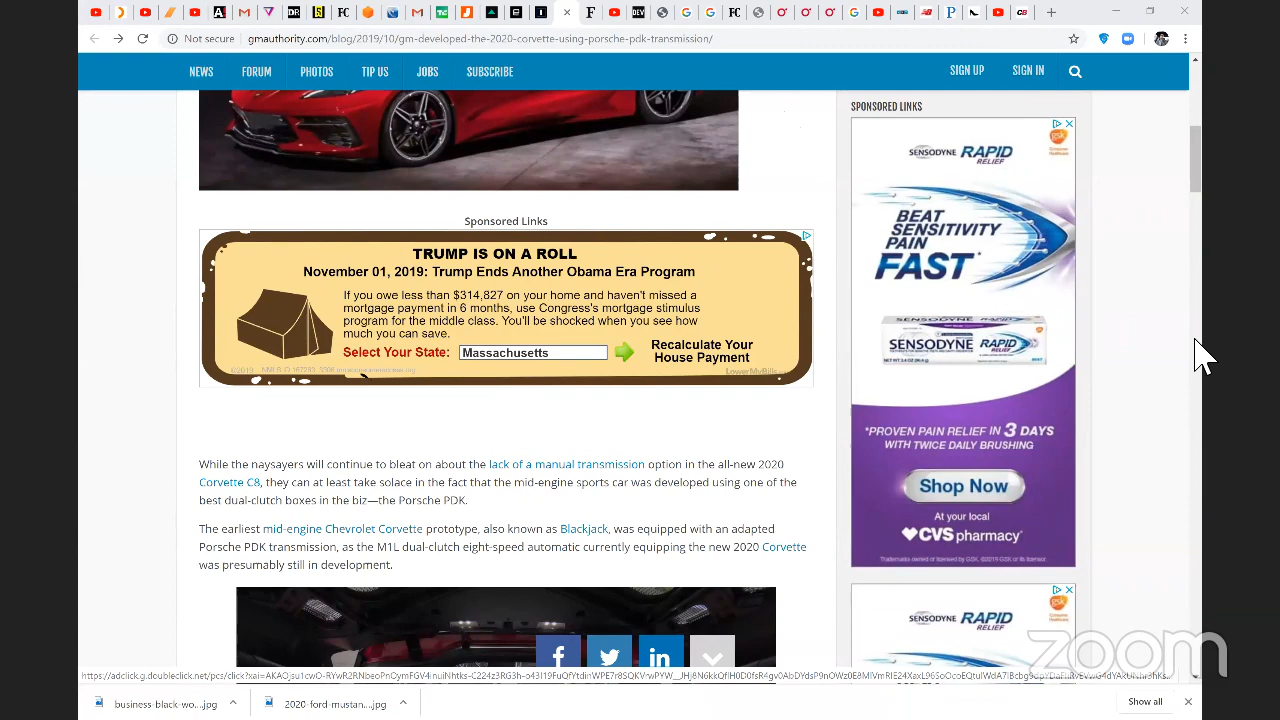 Not secure
gmauthority.com/blog/2019/10/gm-developed-the-2020-corvette-using-porsche-pdk-transmission/
NEWS FORUM PHOTOS TIP US JOBS SUBSCRIBE SIGN UP SIGN IN
Sponsored Links
TRUMP IS ON A ROLL
November 01, 2019: Trump Ends Another Obama Era Program
If you owe less than $314,827 on your home and haven't missed a
mortgage payment in 6 months, use Congress's mortgage stimulus
program for the middle class. You'll be shocked when you see how
much you can save.
Select Your State: Massachusetts
Recalculate Your
House Payment
LowerMyBills
While the naysayers will continue to bleat on about the lack of a manual transmission option in the all-new 2020
Corvette C8, they can at least take solace in the fact that the mid-engine sports car was developed using one of the
best dual-clutch boxes in the biz—the Porsche PDK.
The earliest mid-engine Chevrolet Corvette prototype, also known as Blackjack, was equipped with an adapted
Porsche PDK transmission, as the M1L dual-clutch eight-speed automatic currently equipping the new 2020 Corvette
was presumably still in development.
SPONSORED LINKS
SENSODYNE RAPID
RELIEF
gsk
BEAT
SENSITIVITY
PAIN
FAST*
SENSODYNE RAPID
RELIEF
*PROVEN PAIN RELIEF IN 3 DAYS
WITH TWICE DAILY BRUSHING
Shop Now
At your local
CVS pharmacy
SENSODYNE RAPID
RELIEF
gsk
zoom
business-black-wo....jpg
2020-ford-mustan....jpg
Show all